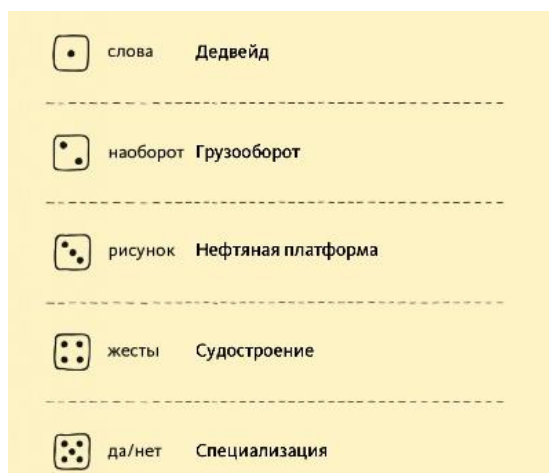 слова Дедвейд
наоборот Грузооборот
рисунок Нефтяная платформа
жесты Судостроение
да/нет Специализация